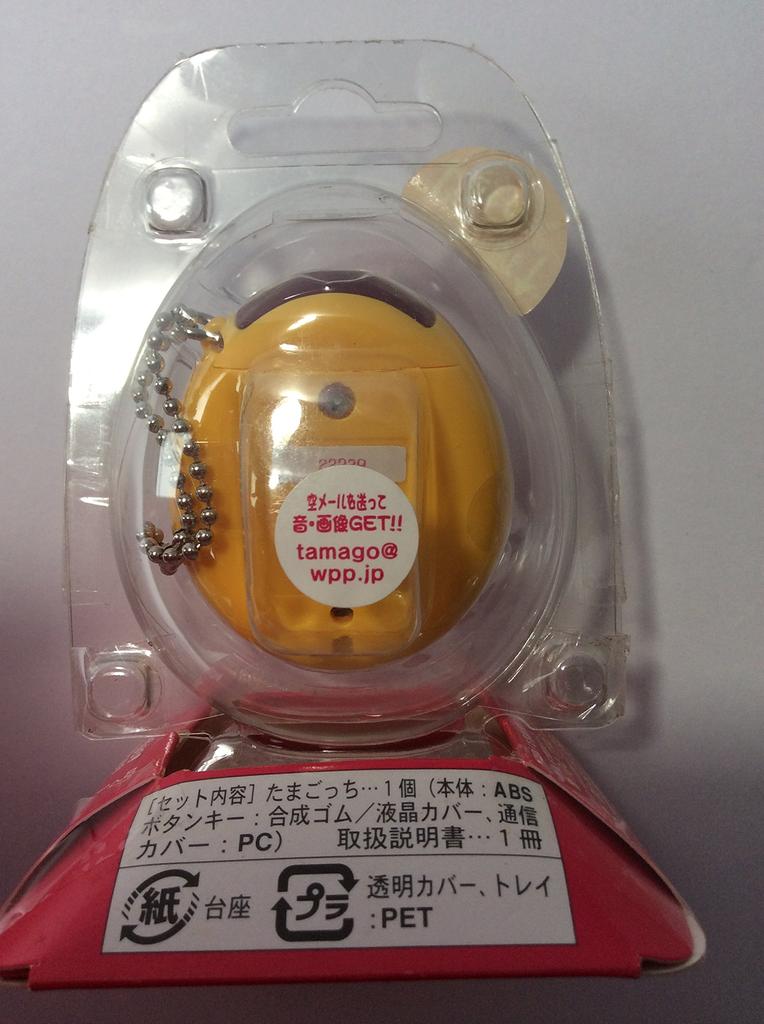 空メールを送って
音・画像GET!!
tamago@
wpp.jp
[セット内容] たまごっち…1個 (本体：ABS
ボタンキー：合成ゴム／液晶カバー、通信
カバー：PC) 取扱説明書…1冊
紙 台座 プラ 透明カバー、トレイ
:PET